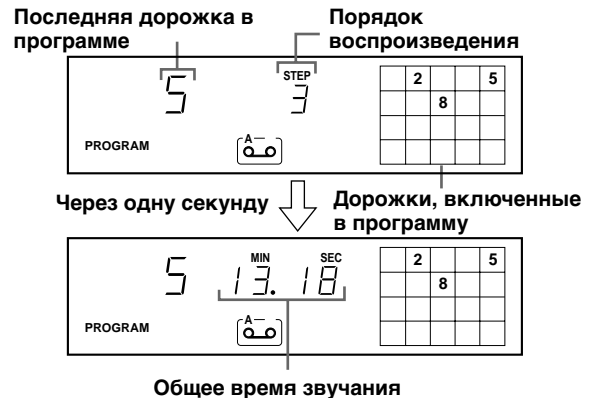 Последняя дорожка в
программе
Порядок
воспроизведения
5
STEP
3
2 5
8
PROGRAM
A
Через одну секунду
Дорожки, включенные
в программу
5
MIN SEC
13. 18
2 5
8
PROGRAM
A
Общее время звучания